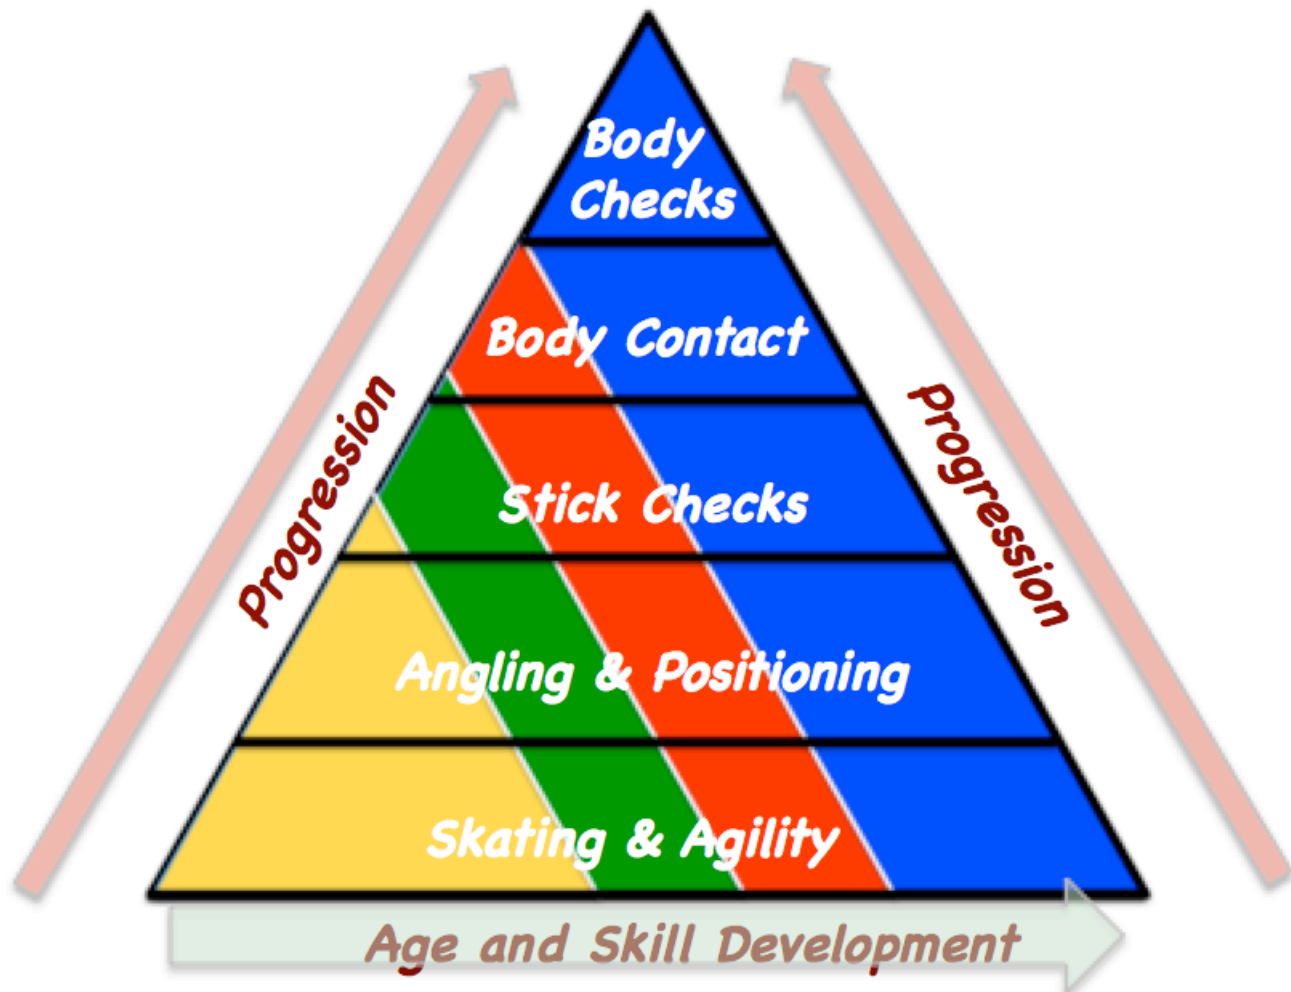 Body
Checks
Body Contact
Progression
Progression
Stick Checks
Angling & Positioning
Skating & Agility
Age and Skill Development